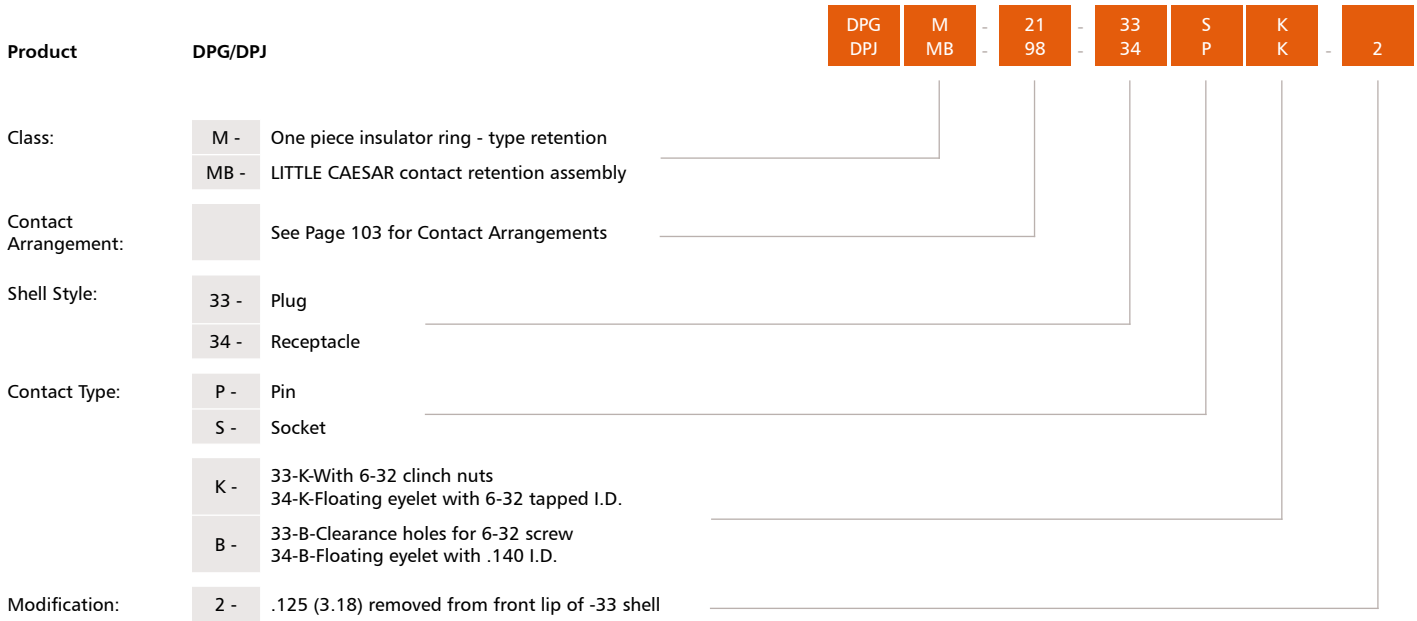 DPG M - 21 - 33 S K
DPJ MB - 98 - 34 P K - 2
Product DPG/DPJ
Class:
M - One piece insulator ring - type retention
MB - LITTLE CAESAR contact retention assembly
Contact
Arrangement:
See Page 103 for Contact Arrangements
Shell Style:
33 - Plug
34 - Receptacle
Contact Type:
P - Pin
S - Socket
K -
33-K-With 6-32 clinch nuts
34-K-Floating eyelet with 6-32 tapped I.D.
B -
33-B-Clearance holes for 6-32 screw
34-B-Floating eyelet with .140 I.D.
Modification: 2 - .125 (3.18) removed from front lip of -33 shell